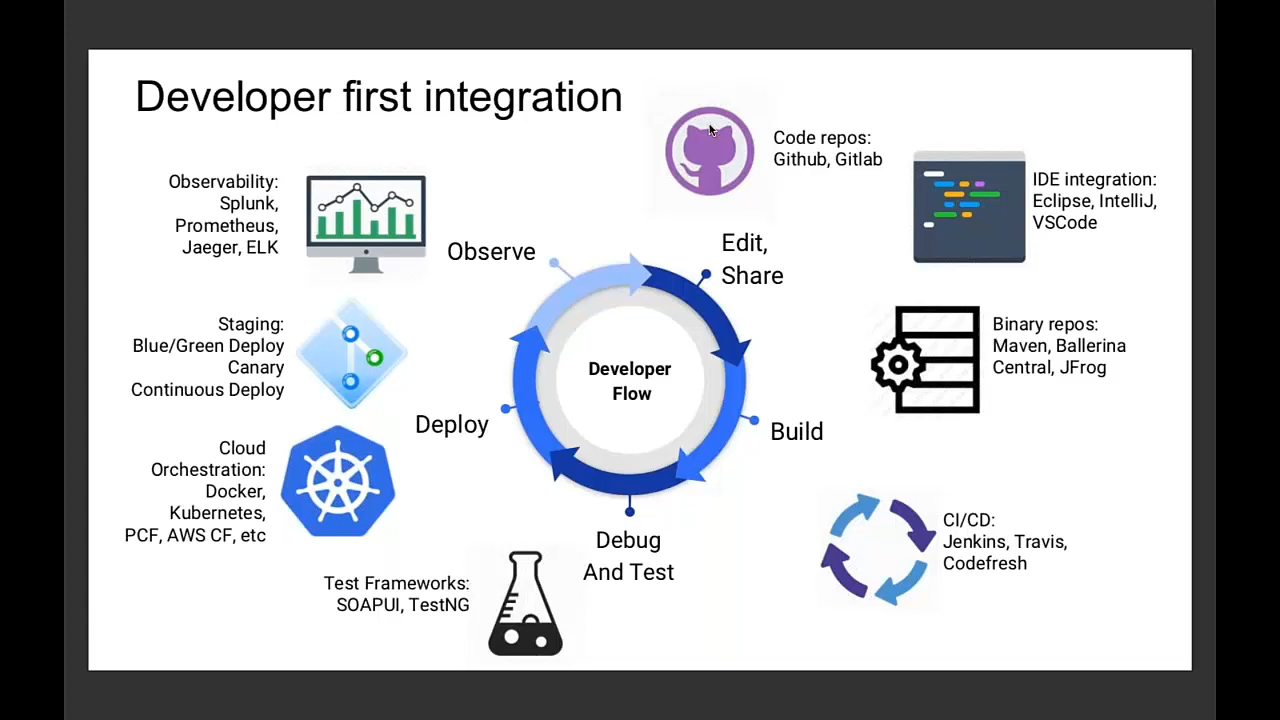 Developer first integration
Code repos:
Github, Gitlab
IDE integration:
Eclipse, IntelliJ,
VSCode
Observability:
Splunk,
Prometheus,
Jaeger, ELK
Observe
Edit,
Share
Staging:
Blue/Green Deploy
Canary
Continuous Deploy
Binary repos:
Maven, Ballerina
Central, JFrog
Developer
Flow
Deploy
Build
Cloud
Orchestration:
Docker,
Kubernetes,
PCF, AWS CF, etc
CI/CD:
Jenkins, Travis,
Codefresh
Debug
And Test
Test Frameworks:
SOAPUI, TestNG